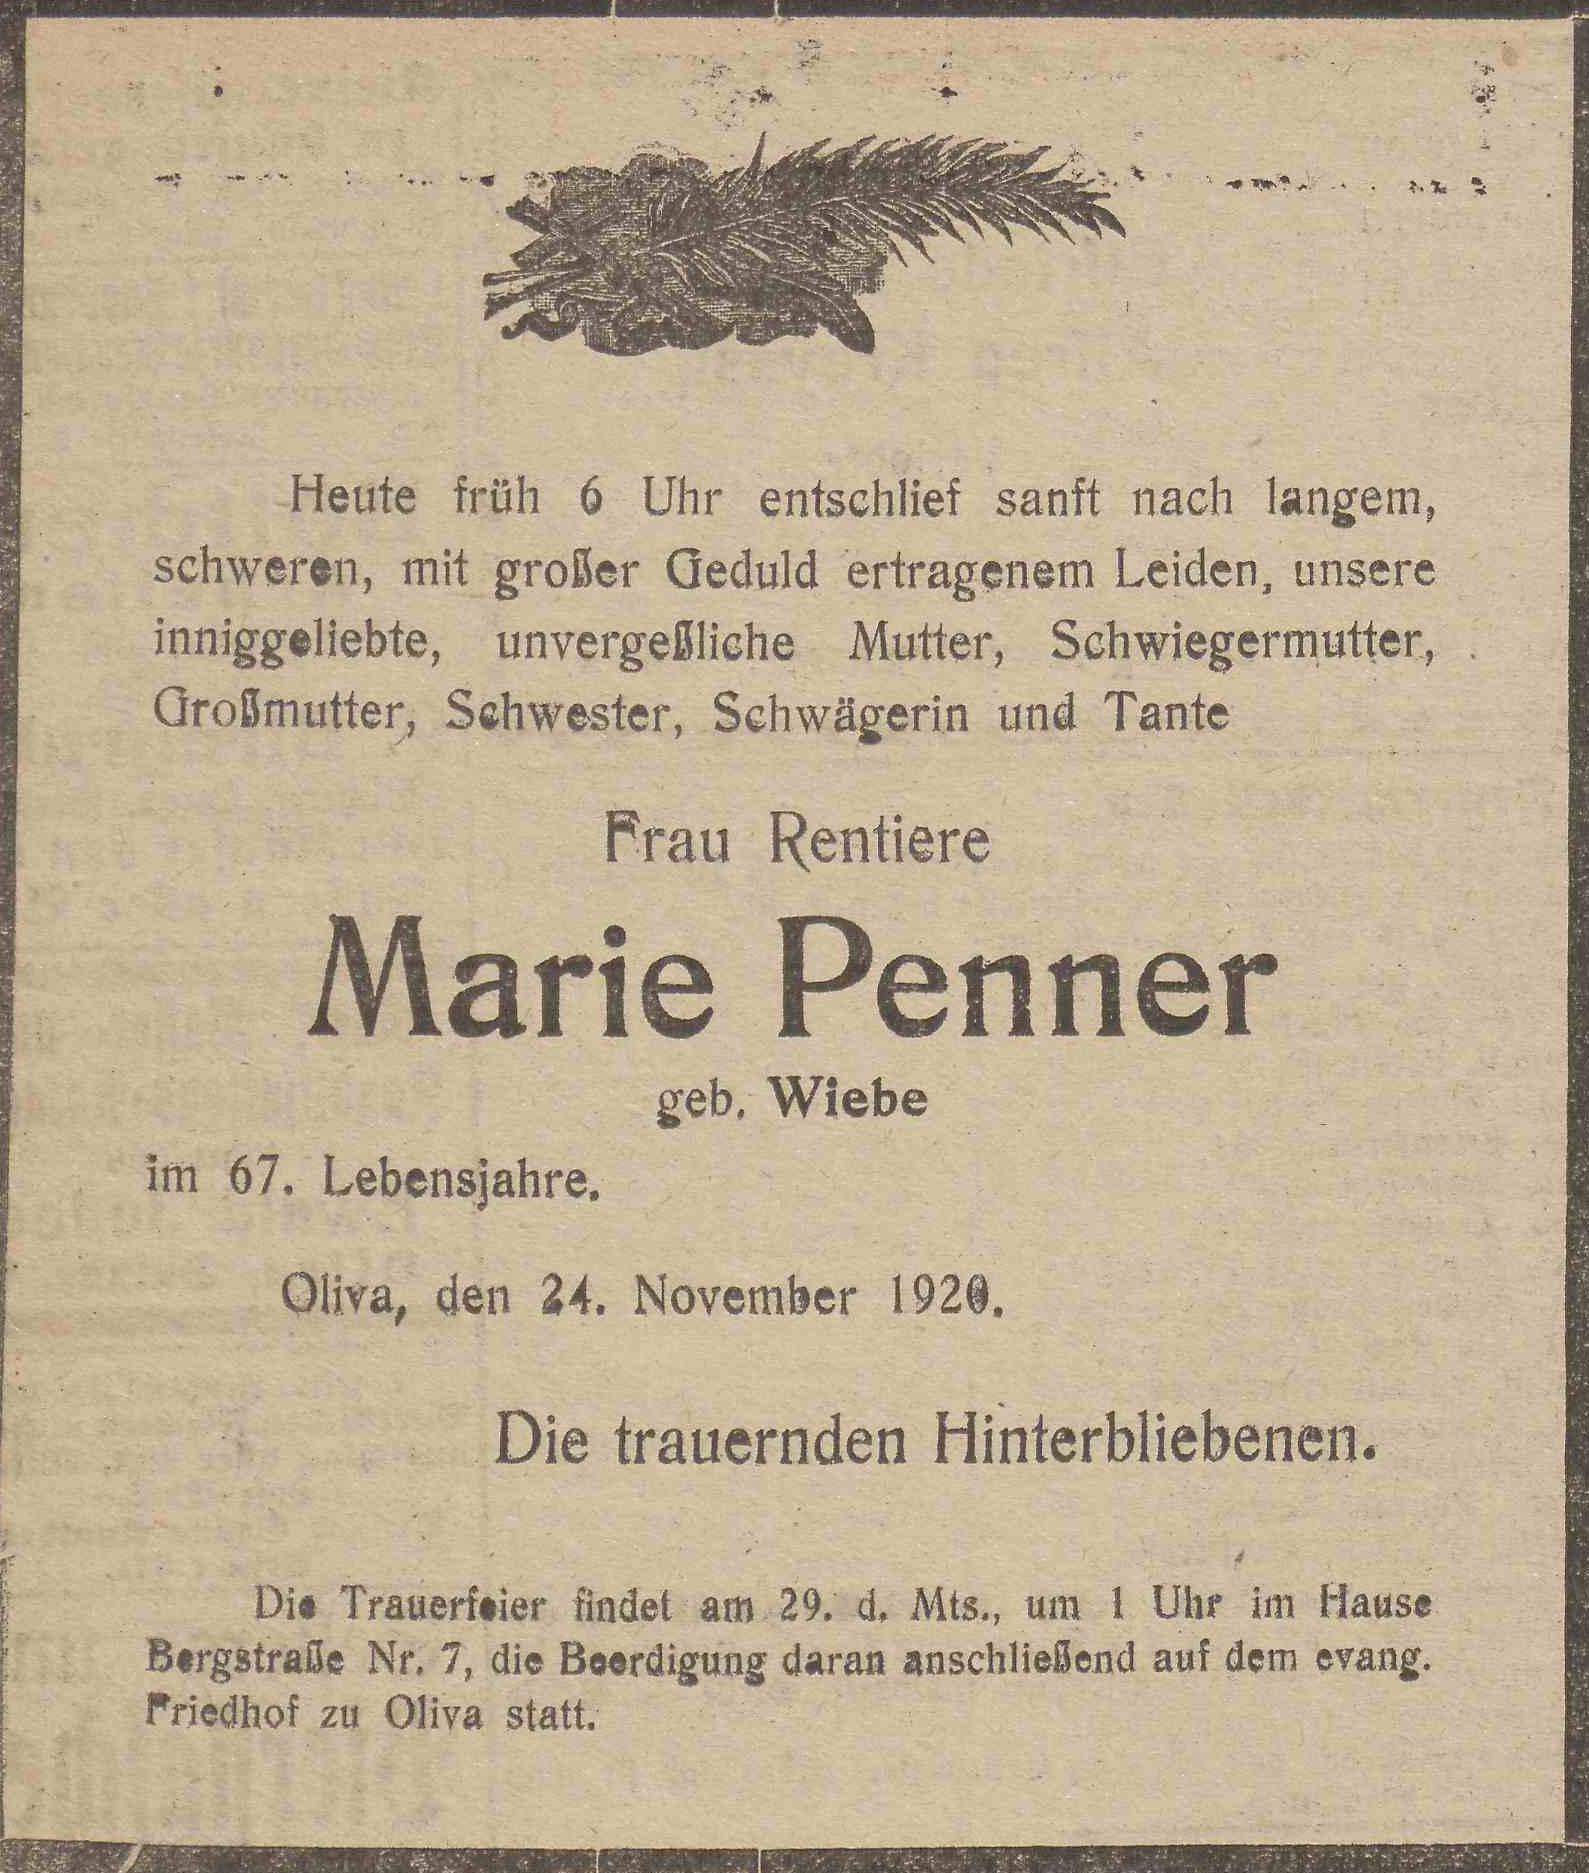 Heute früh 6 Uhr entschlief sanft nach langem,
schweren, mit großer Geduld ertragenem Leiden, unsere
inniggeliebte, unvergeßliche Mutter, Schwiegermutter,
Großmutter, Schwester, Schwägerin und Tante
Frau Rentiere
Marie Penner
geb. Wiebe
im 67. Lebensjahre.
Oliva, den 24. November 1920.
Die trauernden Hinterbliebenen.
Die Trauerfeier findet am 29. d. Mts., um 1 Uhr im Hause
Bergstraße Nr. 7, die Beerdigung daran anschließend auf dem evang.
Friedhof zu Oliva statt.